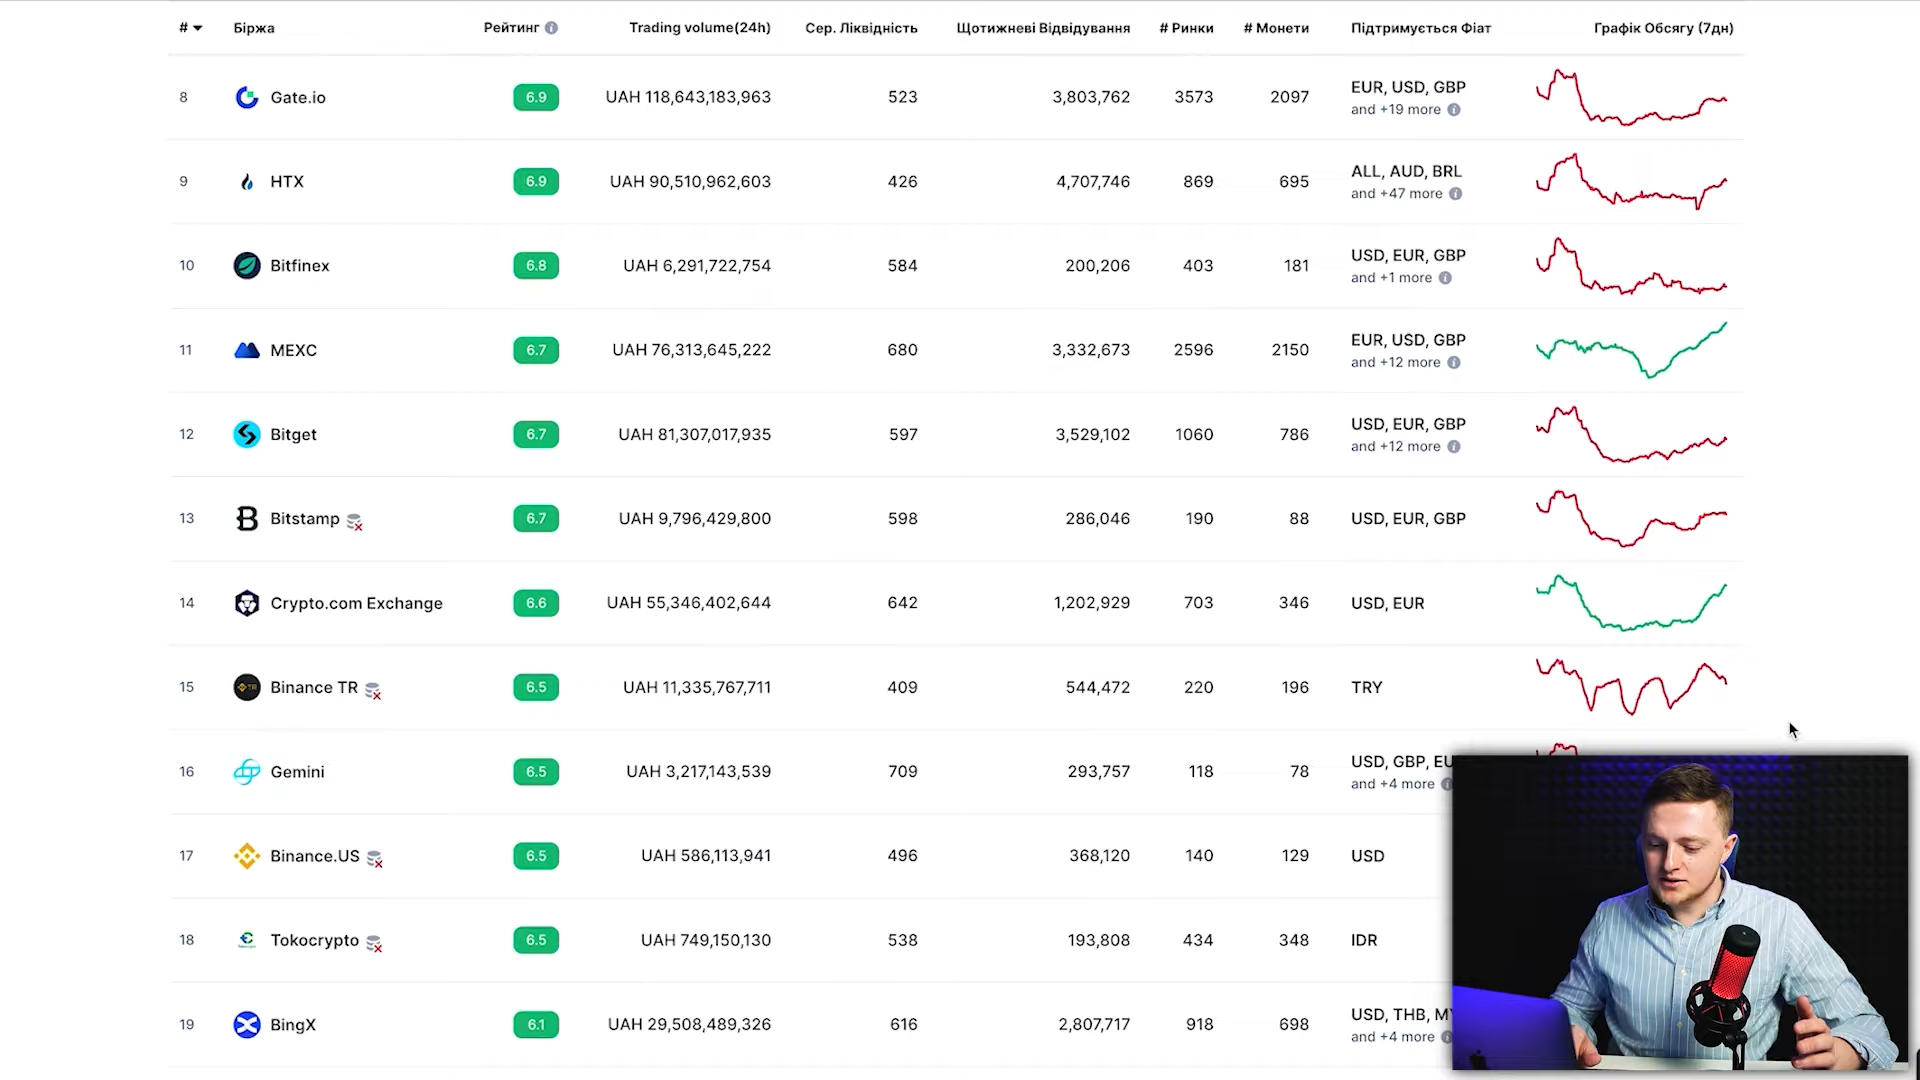 # Біржа Рейтинг Trading volume(24h) Сер. Ліквідність Щотижневі Відвідування # Ринки # Монети Підтримується Фіат Графік Обсягу (7дн)
8 Gate.io 6.9 UAH 118,643,183,963 523 3,803,762 3573 2097 EUR, USD, GBP
and +19 more
9 HTX 6.9 UAH 90,510,962,603 426 4,707,746 869 695 ALL, AUD, BRL
and +47 more
10 Bitfinex 6.8 UAH 6,291,722,754 584 200,206 403 181 USD, EUR, GBP
and +1 more
11 MEXC 6.7 UAH 76,313,645,222 680 3,332,673 2596 2150 EUR, USD, GBP
and +12 more
12 Bitget 6.7 UAH 81,307,017,935 597 3,529,102 1060 786 USD, EUR, GBP
and +12 more
13 Bitstamp 6.7 UAH 9,796,429,800 598 286,046 190 88 USD, EUR, GBP
14 Crypto.com Exchange 6.6 UAH 55,346,402,644 642 1,202,929 703 346 USD, EUR
15 Binance TR 6.5 UAH 11,335,767,711 409 544,472 220 196 TRY
16 Gemini 6.5 UAH 3,217,143,539 709 293,757 118 78 USD, GBP, EU
and +4 more
17 Binance.US 6.5 UAH 586,113,941 496 368,120 140 129 USD
18 Tokocrypto 6.5 UAH 749,150,130 538 193,808 434 348 IDR
19 BingX 6.1 UAH 29,508,489,326 616 2,807,717 918 698 USD, THB, MY
and +4 more